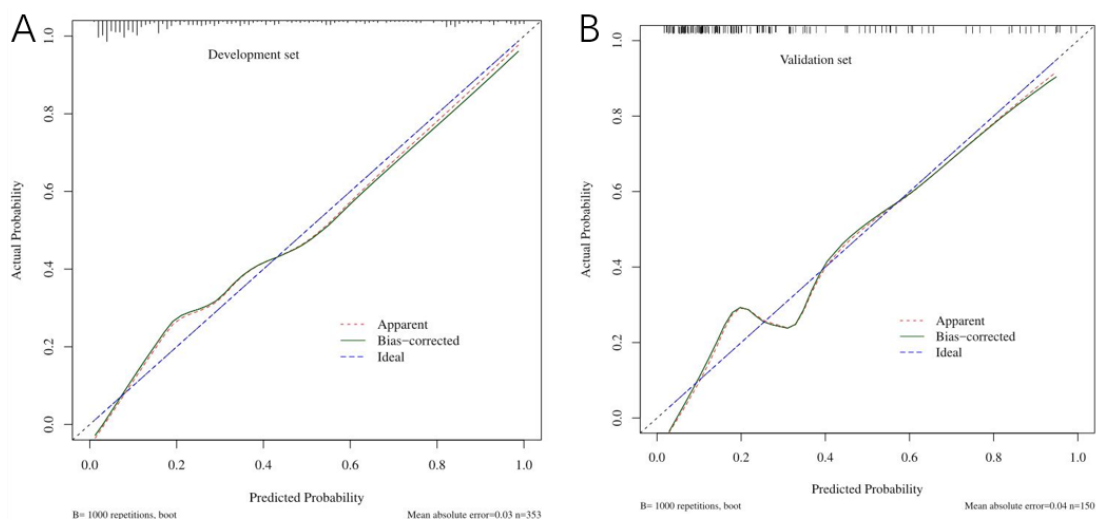 A
Development set
Actual Probability
1.0
0.8
0.6
0.4
0.2
0.0
Apparent
Bias−corrected
Ideal
0.0 0.2 0.4 0.6 0.8 1.0
Predicted Probability
B= 1000 repetitions, boot Mean absolute error=0.03 n=353
B
Validation set
Actual Probability
1.0
0.8
0.6
0.4
0.2
0.0
Apparent
Bias−corrected
Ideal
0.0 0.2 0.4 0.6 0.8 1.0
Predicted Probability
B= 1000 repetitions, boot Mean absolute error=0.04 n=150